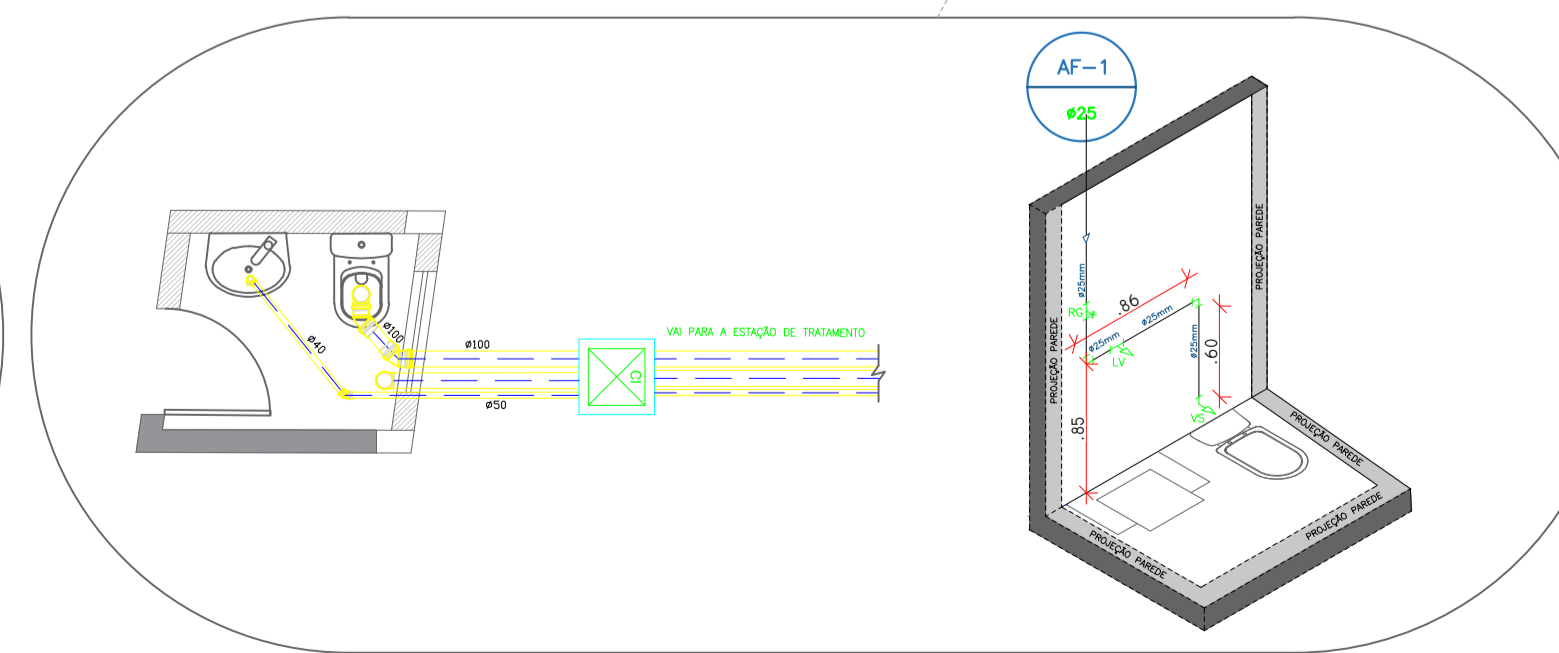 AF-1
ø25
ø100
ø40
ø100
ø50
CI
VAI PARA A ESTAÇÃO DE TRATAMENTO
ø25mm
RG
.86
ø25mm
ø25mm
LV
ø25mm
.60
VS
.85
PROJEÇÃO PAREDE
PROJEÇÃO PAREDE
PROJEÇÃO PAREDE
PROJEÇÃO PAREDE
PROJEÇÃO PAREDE